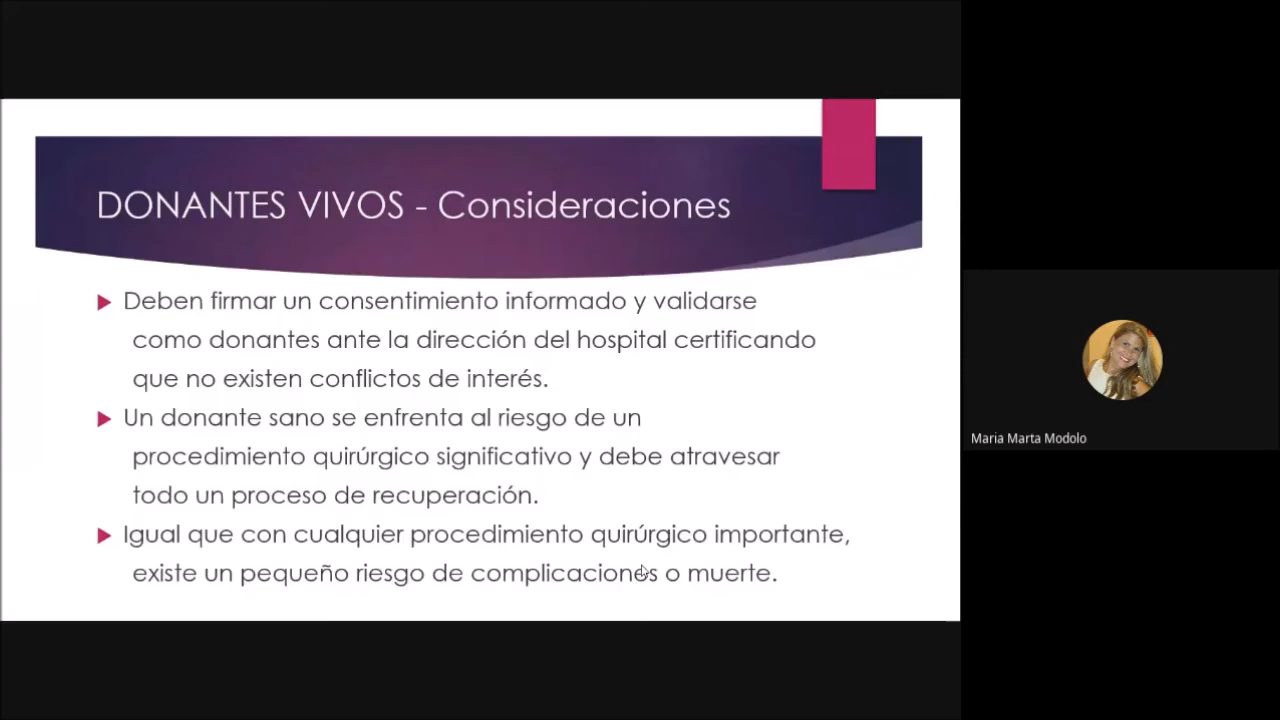 DONANTES VIVOS - Consideraciones
Deben firmar un consentimiento informado y validarse
como donantes ante la dirección del hospital certificando
que no existen conflictos de interés.
Un donante sano se enfrenta al riesgo de un
procedimiento quirúrgico significativo y debe atravesar
todo un proceso de recuperación.
Igual que con cualquier procedimiento quirúrgico importante,
existe un pequeño riesgo de complicaciones o muerte.
Maria Marta Modolo